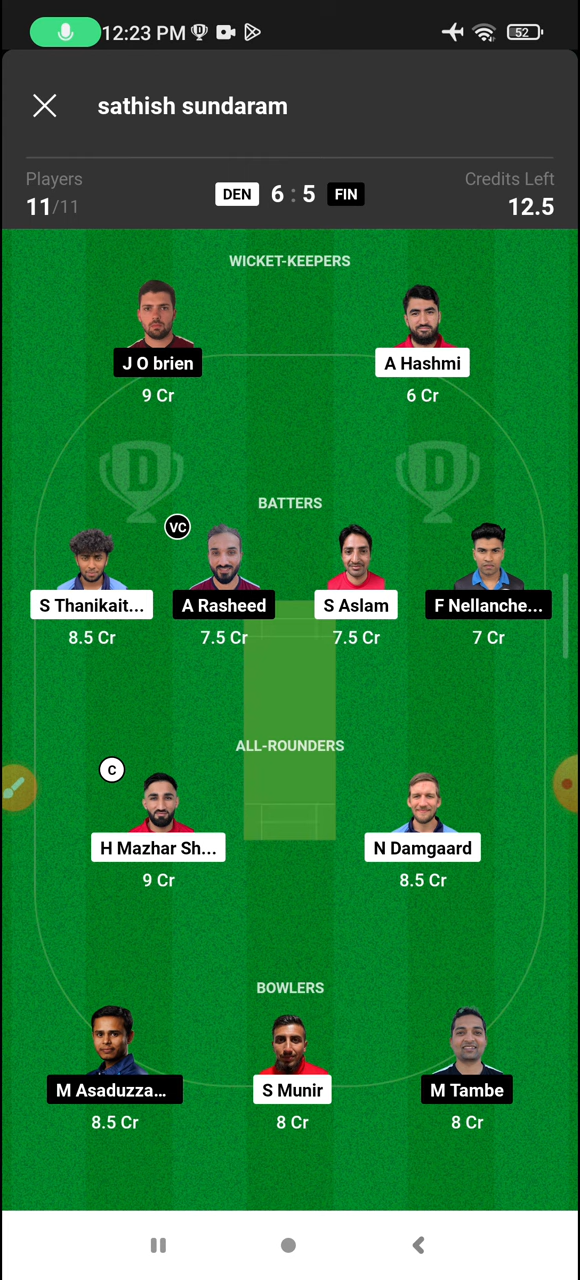 12:23 PM
52
sathish sundaram
Players
11/11
DEN 6 : 5 FIN
Credits Left
12.5
WICKET-KEEPERS
J O brien
9 Cr
A Hashmi
6 Cr
D
D
BATTERS
S Thanikait...
8.5 Cr
VC
A Rasheed
7.5 Cr
S Aslam
7.5 Cr
F Nellanche...
7 Cr
ALL-ROUNDERS
C
H Mazhar Sh...
9 Cr
N Damgaard
8.5 Cr
BOWLERS
M Asaduzza...
8.5 Cr
S Munir
8 Cr
M Tambe
8 Cr